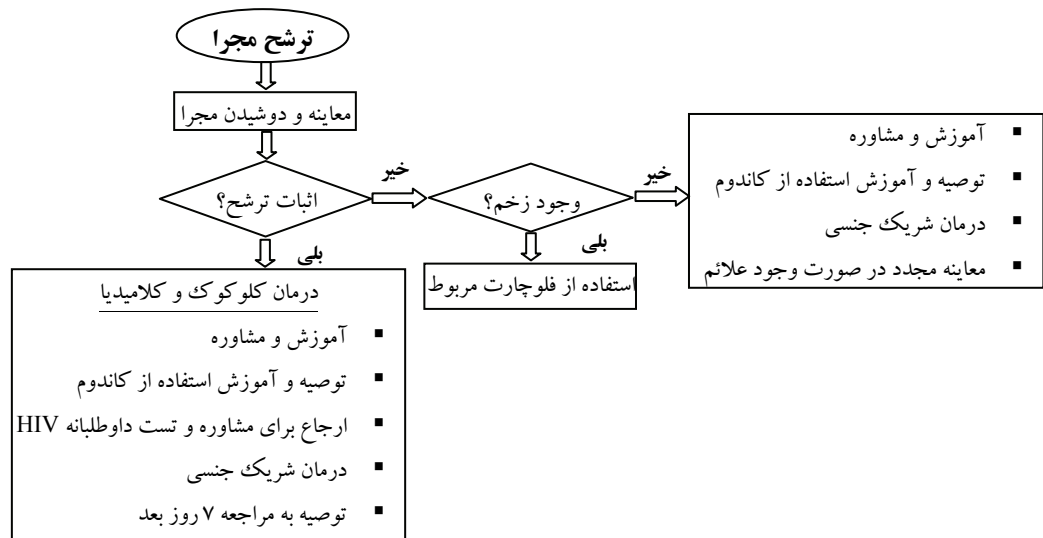 ترشح مجرا
معاینه و دوشیدن مجرا
اثبات ترشح؟
خیر
وجود زخم؟
خیر
▪ آموزش و مشاوره
▪ توصیه و آموزش استفاده از کاندوم
▪ درمان شریک جنسی
▪ معاینه مجدد در صورت وجود علائم
بلی
استفاده از فلوچارت مربوط
بلی
درمان کلوکوک و کلامیدیا
▪ آموزش و مشاوره
▪ توصیه و آموزش استفاده از کاندوم
▪ ارجاع برای مشاوره و تست داوطلبانه HIV
▪ درمان شریک جنسی
▪ توصیه به مراجعه ۷ روز بعد